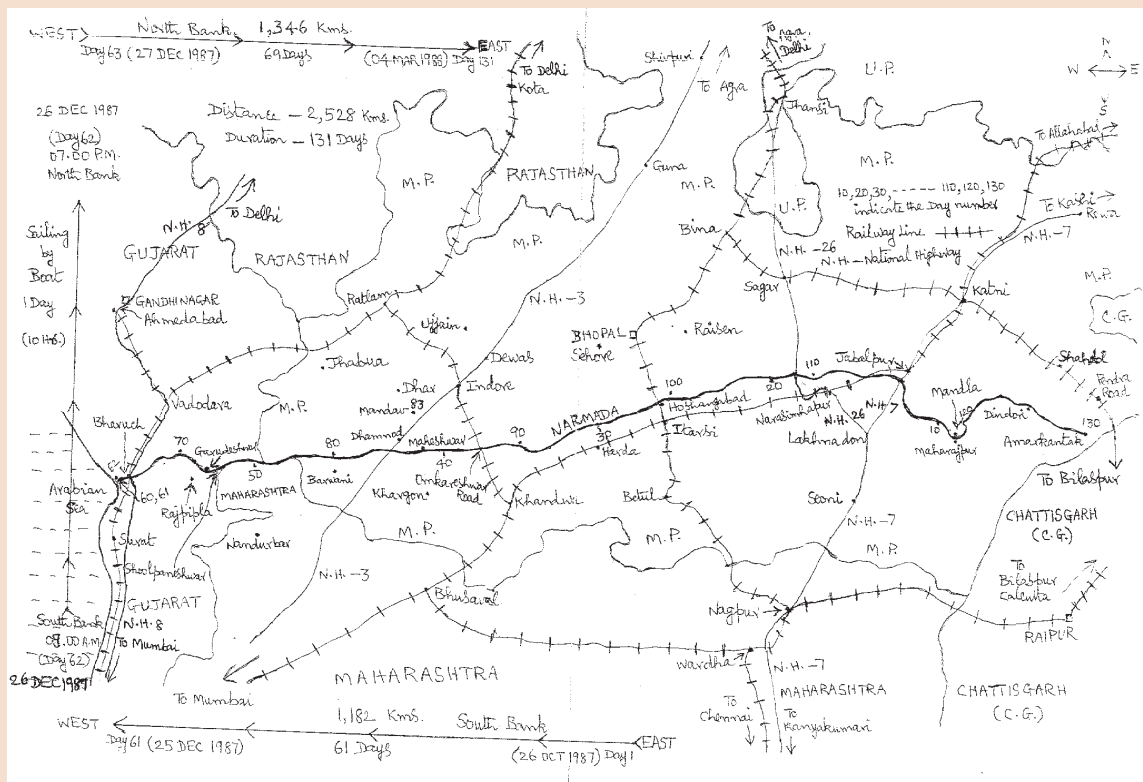 WEST North Bank 1,346 Kms. EAST
Day 63 (27 DEC 1987) 69 Days (04 MAR 1988) Day 131
26 DEC 1987
(Day 62)
07.00 P.M.
North Bank
Distance - 2,528 Kms.
Duration - 131 Days
To Delhi
Kota
Shivpuri
To Agra
Delhi
Jhansi
U.P.
N
W E
S
To Allahabad
M.P.
RAJASTHAN
Guna
M.P.
M.P.
10, 20, 30, ----- 110, 120, 130
indicate the Day number
Railway Line
N.H. - National Highway
To Kashi
Rewa
N.H.-7
Sailing
by
Boat
1 Day
N.H. 8
To Delhi
GUJARAT
RAJASTHAN
M.P.
U.P.
Bina
N.H.-26
Sagar
Katni
M.P.
C.G.
GANDHINAGAR
Ahmedabad
Ratlam
Ujjain
N.H.-3
BHOPAL
Sehore
Raisen
Dewas
Jhabua
Indore
Dhar
Mandav
83
Vadodara
M.P.
Bharuch
100
Hoshangabad
20
110
Jabalpur
Mandla
Dindori
Pendra
Road
Narasimhapur
N.H. 26
Lakhnadon
N.H. 7
10
120
Maharajpur
Amarkantak
130
70
Garudeshwar
80
Dhamnod
Maheshwar
90
NARMADA
50
40
30
Harda
Itarsi
Arabian
Sea
60, 61
Rajpipla
MAHARASHTRA
Barwani
Khargon
Omkareshwar
Road
Khandwa
Betul
Seoni
To Bilaspur
Surat
Nandurbar
M.P.
M.P.
N.H.-7
M.P.
CHATTISGARH
(C.G.)
Shoolpaneshwar
N.H.-3
Bhusaval
Nagpur
To
Bilaspur
Calcutta
RAIPUR
GUJARAT
South Bank
N.H. 8
To Mumbai
(Day 62)
26 DEC 1987
To Mumbai
MAHARASHTRA
Wardha
N.H.-7
MAHARASHTRA
CHATTISGARH
(C.G.)
To
Chennai
To
Kanyakumari
WEST 1,182 Kms. South Bank EAST
Day 61 (25 DEC 1987) 61 Days (26 OCT 1987) Day 1